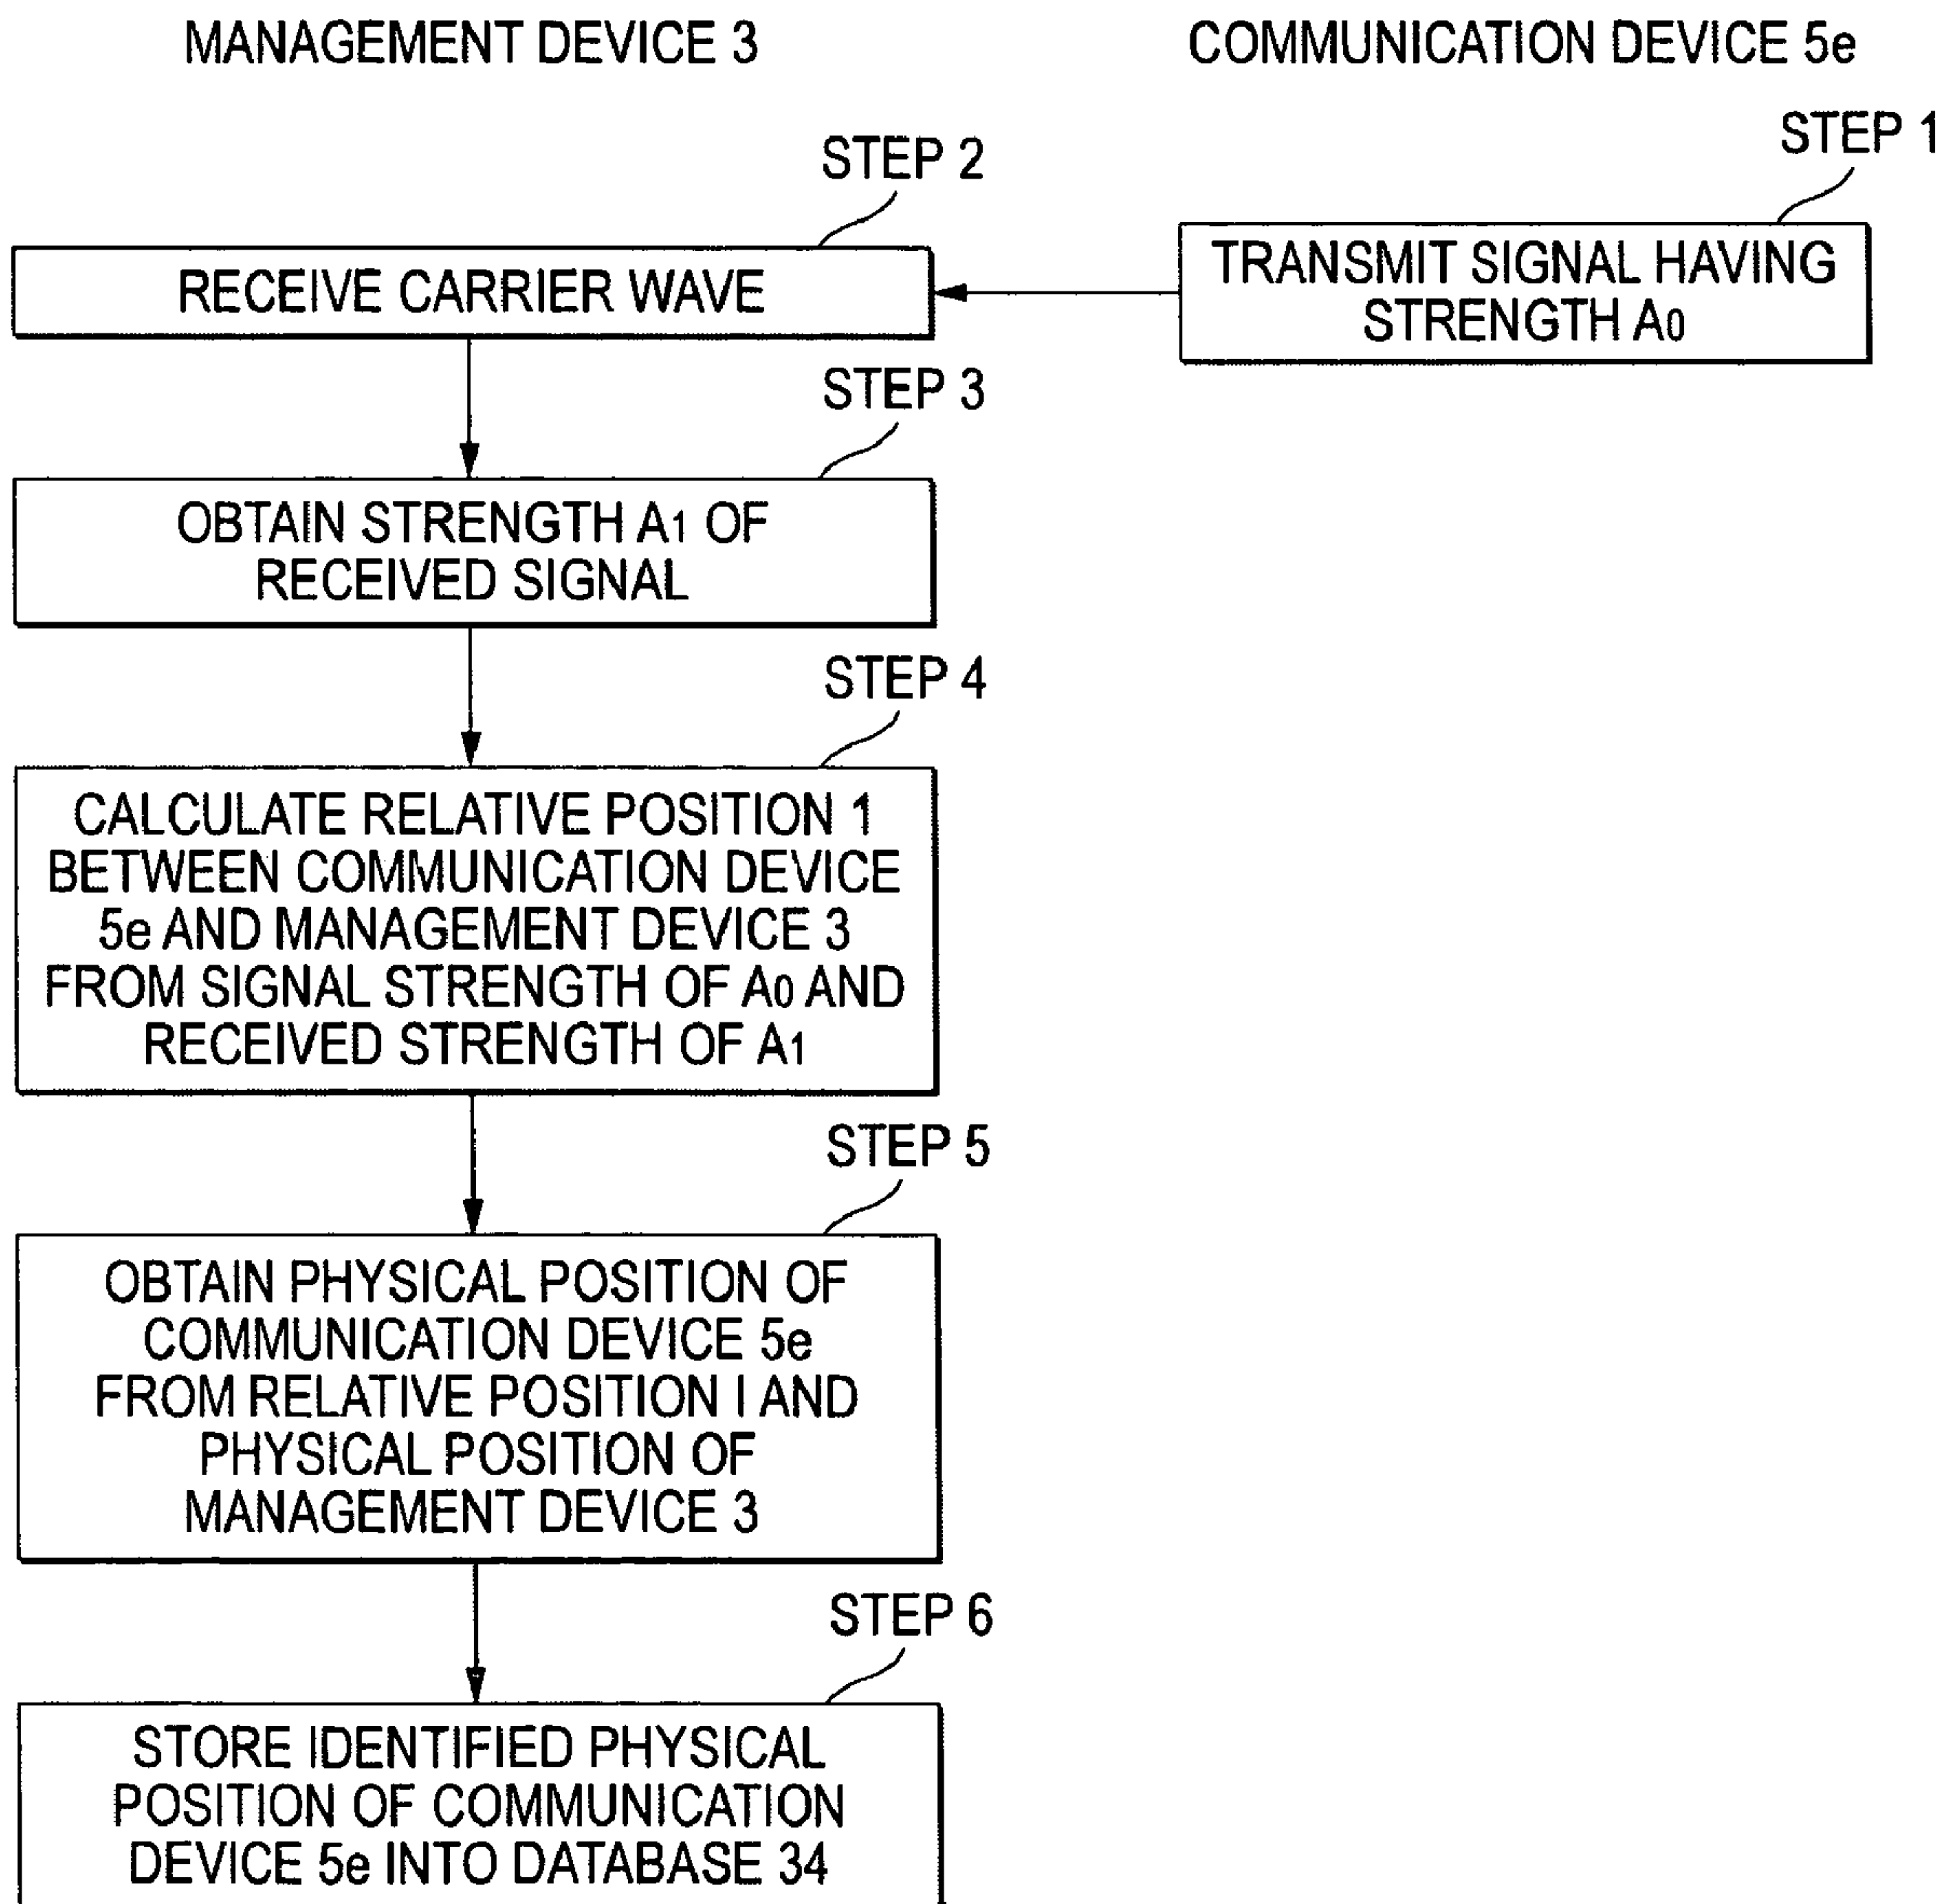 MANAGEMENT DEVICE 3
COMMUNICATION DEVICE 5e
STEP 1
TRANSMIT SIGNAL HAVING
STRENGTH A0
STEP 2
RECEIVE CARRIER WAVE
STEP 3
OBTAIN STRENGTH A1 OF
RECEIVED SIGNAL
STEP 4
CALCULATE RELATIVE POSITION 1
BETWEEN COMMUNICATION DEVICE
5e AND MANAGEMENT DEVICE 3
FROM SIGNAL STRENGTH OF A0 AND
RECEIVED STRENGTH OF A1
STEP 5
OBTAIN PHYSICAL POSITION OF
COMMUNICATION DEVICE 5e
FROM RELATIVE POSITION I AND
PHYSICAL POSITION OF
MANAGEMENT DEVICE 3
STEP 6
STORE IDENTIFIED PHYSICAL
POSITION OF COMMUNICATION
DEVICE 5e INTO DATABASE 34